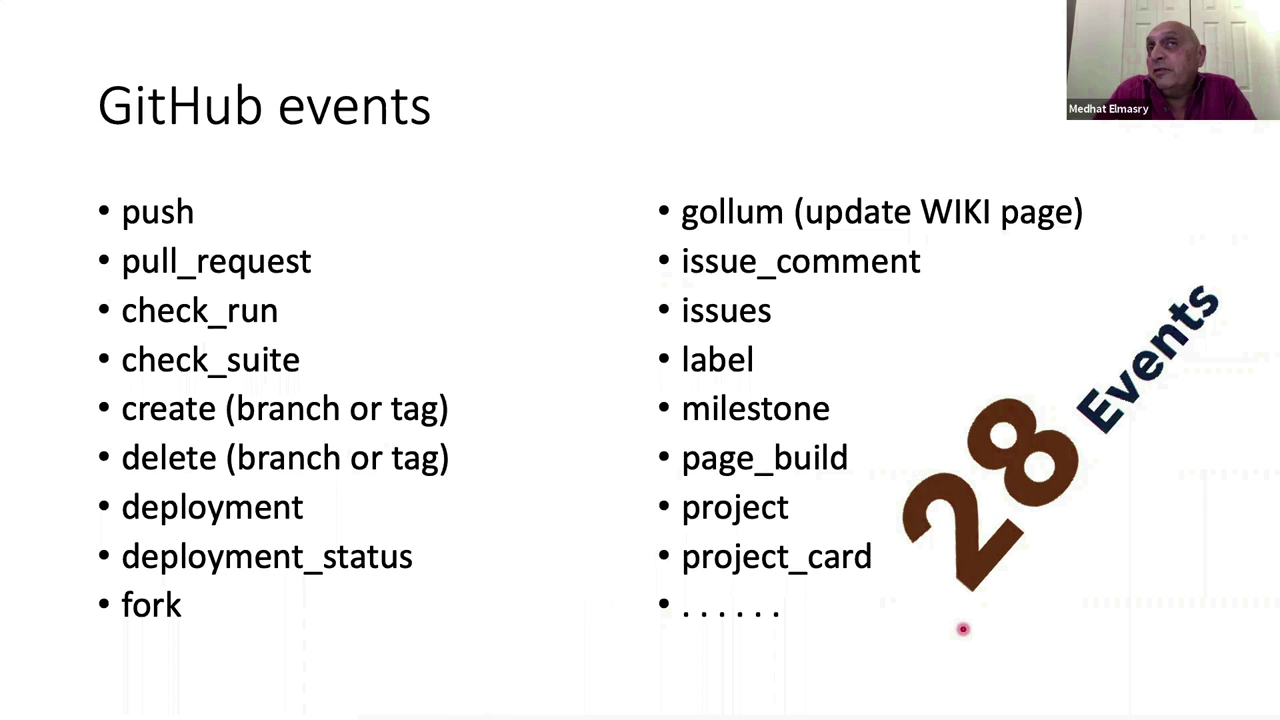 GitHub events
• push
• pull_request
• check_run
• check_suite
• create (branch or tag)
• delete (branch or tag)
• deployment
• deployment_status
• fork
• gollum (update WIKI page)
• issue_comment
• issues
• label
• milestone
• page_build
• project
• project_card
• . . . . . .
28 Events
Medhat Elmasry